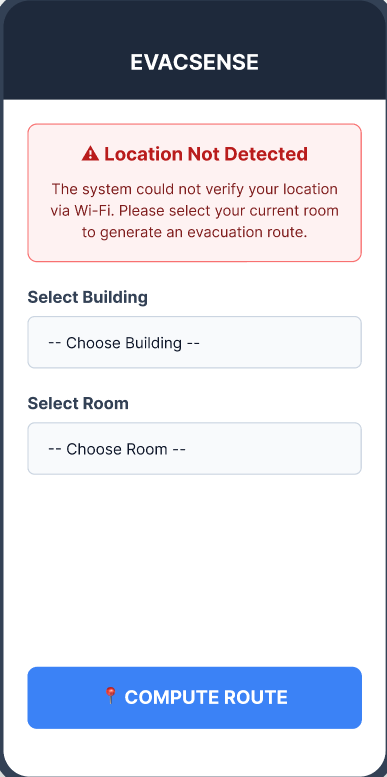 EVACSENSE
⚠ Location Not Detected
The system could not verify your location
via Wi-Fi. Please select your current room
to generate an evacuation route.
Select Building
-- Choose Building --
Select Room
-- Choose Room --
📍 COMPUTE ROUTE